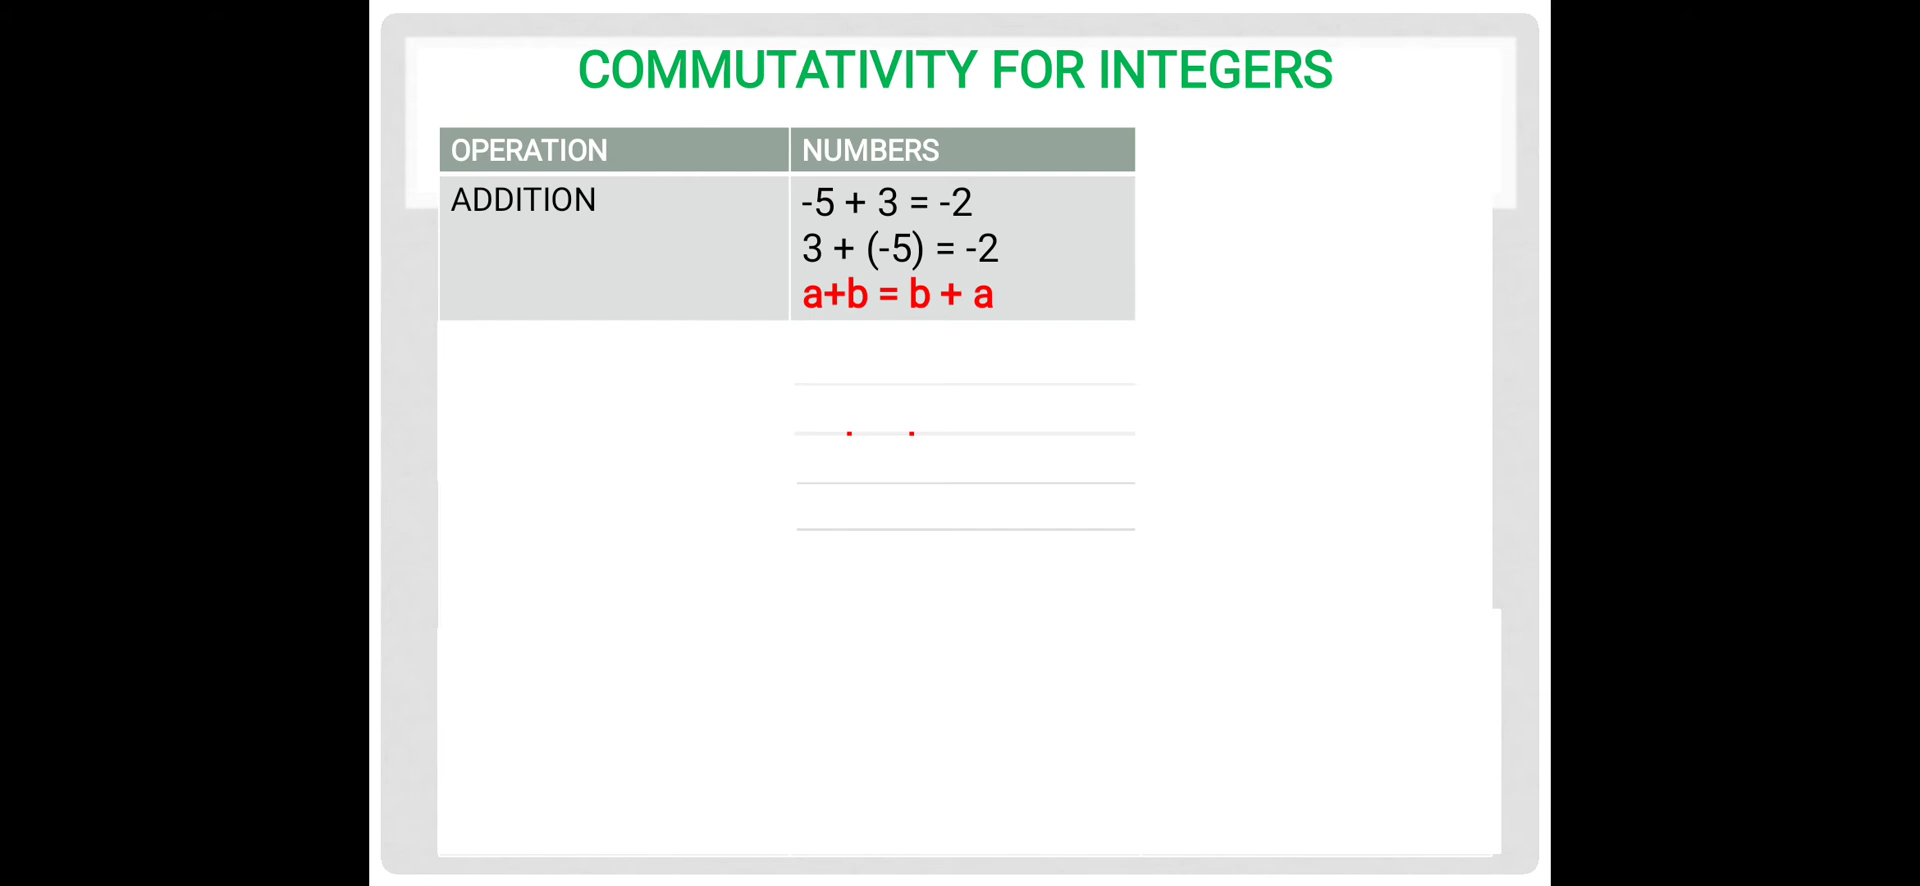 COMMUTATIVITY FOR INTEGERS
OPERATION NUMBERS
ADDITION -5 + 3 = -2
3 + (-5) = -2
a+b = b + a